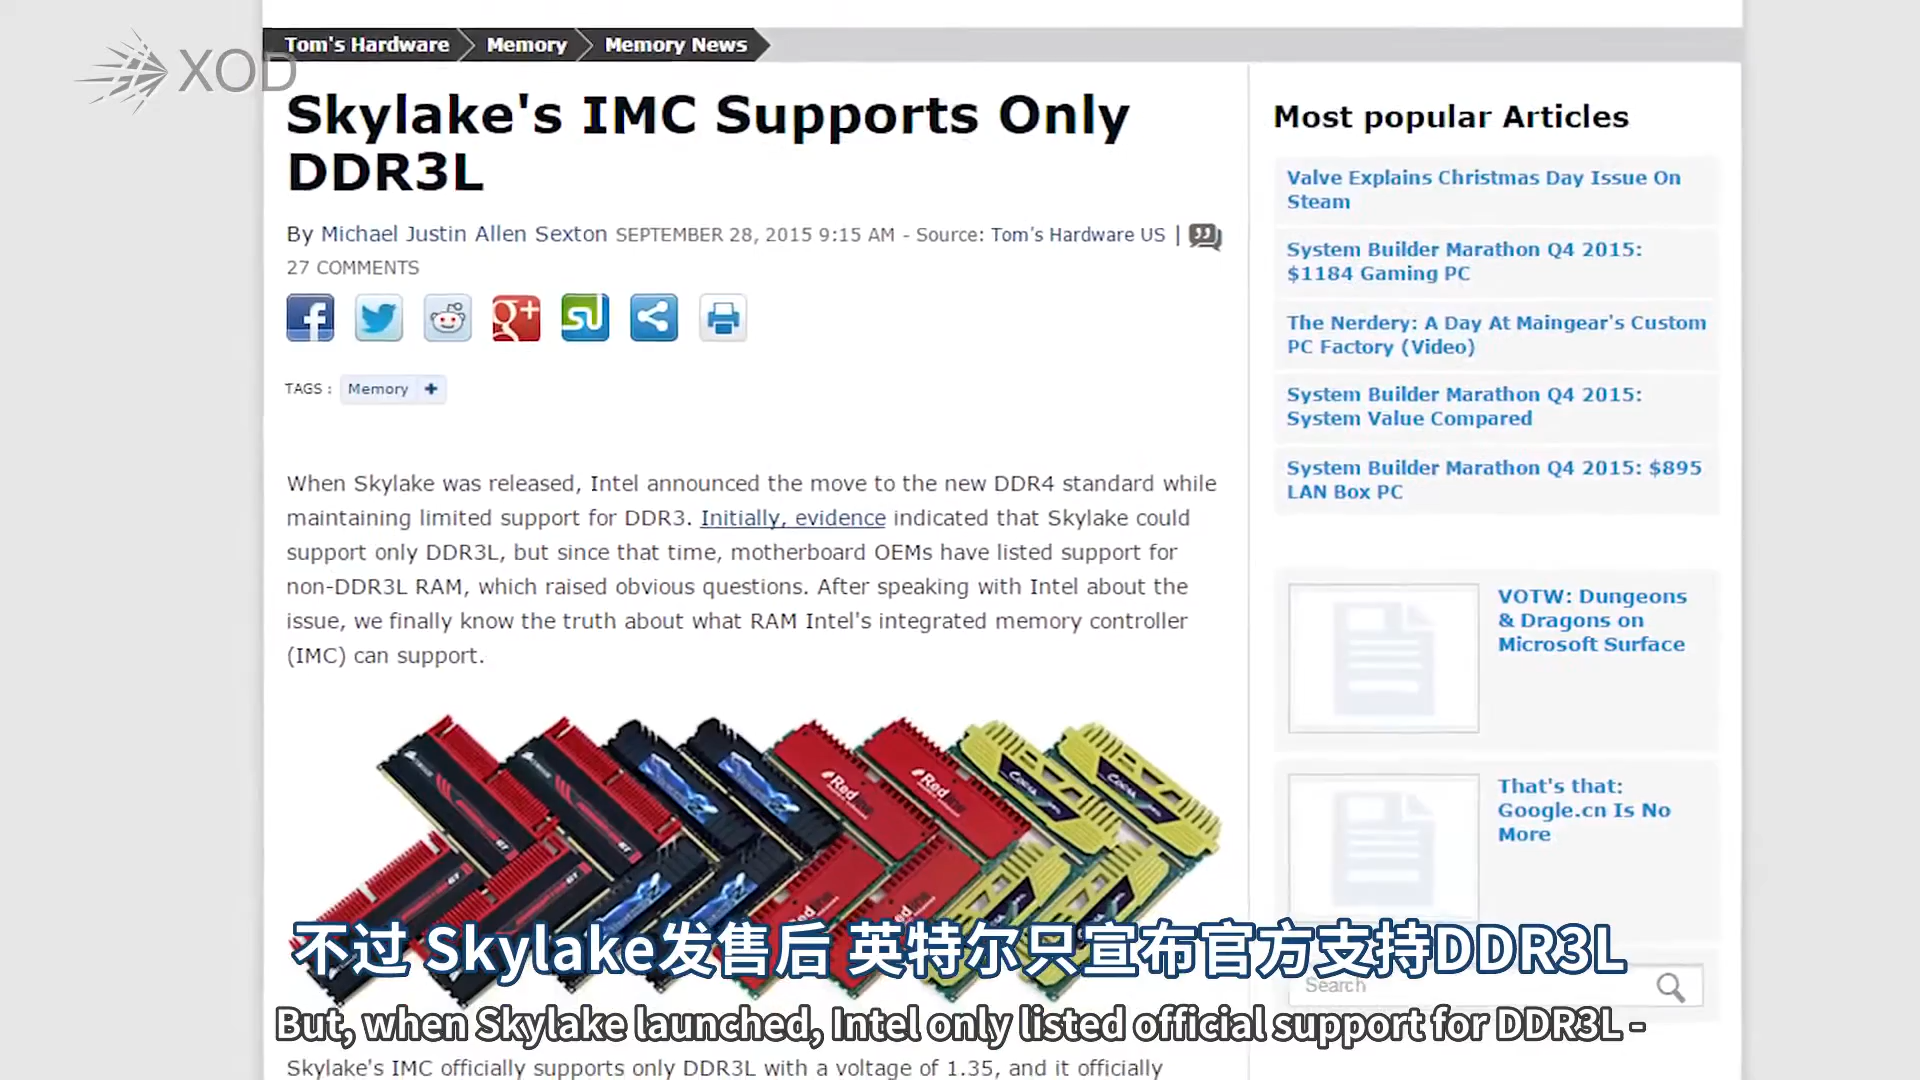 XOD
Tom's Hardware Memory Memory News
Skylake's IMC Supports Only
DDR3L
By Michael Justin Allen Sexton SEPTEMBER 28, 2015 9:15 AM - Source: Tom's Hardware US |
27 COMMENTS
TAGS : Memory +
When Skylake was released, Intel announced the move to the new DDR4 standard while
maintaining limited support for DDR3. Initially, evidence indicated that Skylake could
support only DDR3L, but since that time, motherboard OEMs have listed support for
non-DDR3L RAM, which raised obvious questions. After speaking with Intel about the
issue, we finally know the truth about what RAM Intel's integrated memory controller
(IMC) can support.
Most popular Articles
Valve Explains Christmas Day Issue On
Steam
System Builder Marathon Q4 2015:
$1184 Gaming PC
The Nerdery: A Day At Maingear's Custom
PC Factory (Video)
System Builder Marathon Q4 2015:
System Value Compared
System Builder Marathon Q4 2015: $895
LAN Box PC
VOTW: Dungeons
& Dragons on
Microsoft Surface
That's that:
Google.cn Is No
More
Search
不过 Skylake发售后 英特尔只宣布官方支持DDR3L
But, when Skylake launched, Intel only listed official support for DDR3L -
Skylake's IMC officially supports only DDR3L with a voltage of 1.35, and it officially